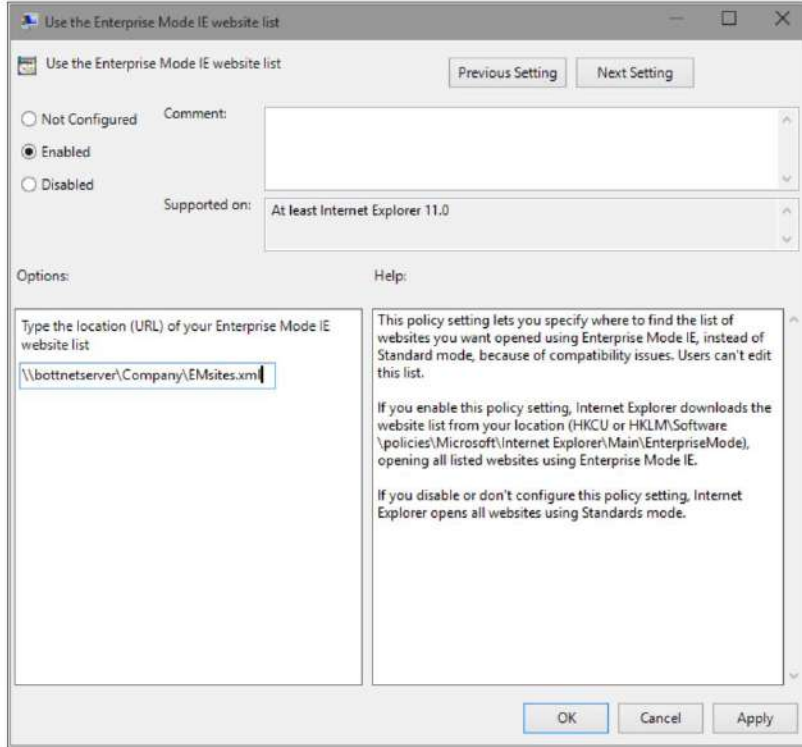 Use the Enterprise Mode IE website list
Use the Enterprise Mode IE website list
Previous Setting
Next Setting
Not Configured
Comment:
Enabled
Disabled
Supported on:
At least Internet Explorer 11.0
Options:
Help:
Type the location (URL) of your Enterprise Mode IE
website list
\\bottnetserver\Company\EMsites.xml
This policy setting lets you specify where to find the list of
websites you want opened using Enterprise Mode IE, instead of
Standard mode, because of compatibility issues. Users can't edit
this list.
If you enable this policy setting, Internet Explorer downloads the
website list from your location (HKCU or HKLM\Software
\policies\Microsoft\Internet Explorer\Main\EnterpriseMode),
opening all listed websites using Enterprise Mode IE.
If you disable or don't configure this policy setting, Internet
Explorer opens all websites using Standards mode.
OK
Cancel
Apply